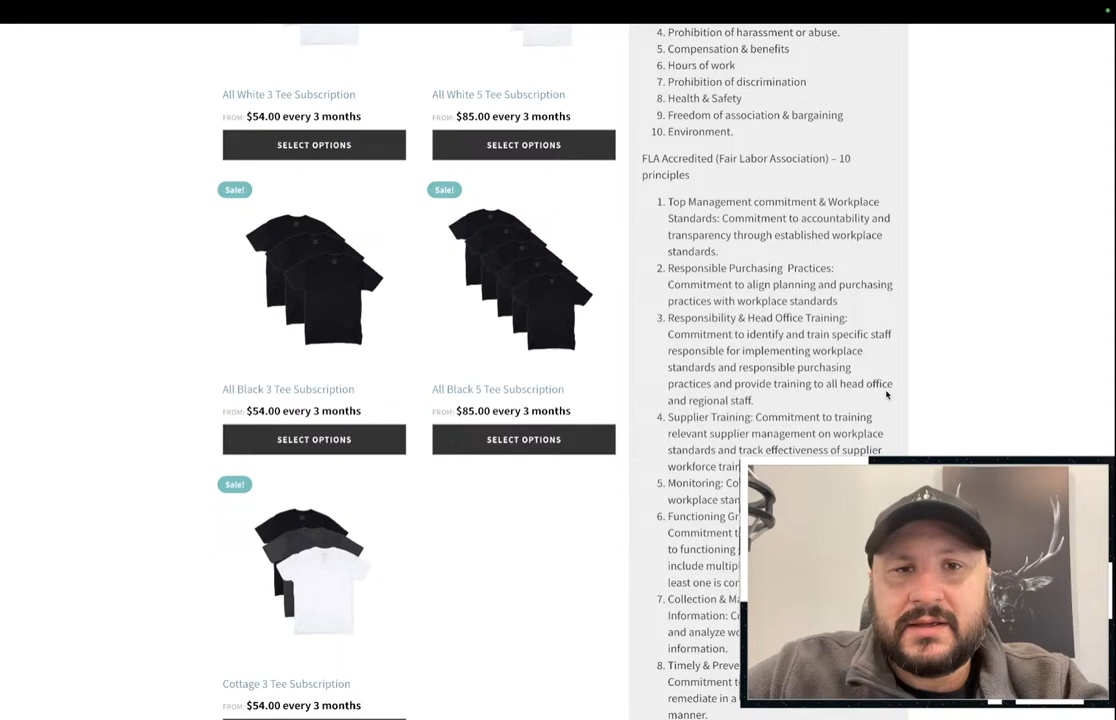 All White 3 Tee Subscription
FROM: $54.00 every 3 months
SELECT OPTIONS
All White 5 Tee Subscription
FROM: $85.00 every 3 months
SELECT OPTIONS
Sale!
All Black 3 Tee Subscription
FROM: $54.00 every 3 months
SELECT OPTIONS
Sale!
All Black 5 Tee Subscription
FROM: $85.00 every 3 months
SELECT OPTIONS
Sale!
Cottage 3 Tee Subscription
FROM: $54.00 every 3 months
4. Prohibition of harassment or abuse.
5. Compensation & benefits
6. Hours of work
7. Prohibition of discrimination
8. Health & Safety
9. Freedom of association & bargaining
10. Environment.
FLA Accredited (Fair Labor Association) – 10
principles
1. Top Management commitment & Workplace
Standards: Commitment to accountability and
transparency through established workplace
standards.
2. Responsible Purchasing Practices:
Commitment to align planning and purchasing
practices with workplace standards
3. Responsibility & Head Office Training:
Commitment to identify and train specific staff
responsible for implementing workplace
standards and responsible purchasing
practices and provide training to all head office
and regional staff.
4. Supplier Training: Commitment to training
relevant supplier management on workplace
standards and track effectiveness of supplier
workforce train
5. Monitoring: Co
workplace stan
6. Functioning Gr
Commitment t
to functioning
include multip
least one is con
7. Collection & Ma
Information: Co
and analyze wo
information.
8. Timely & Preve
Commitment t
remediate in a
manner.